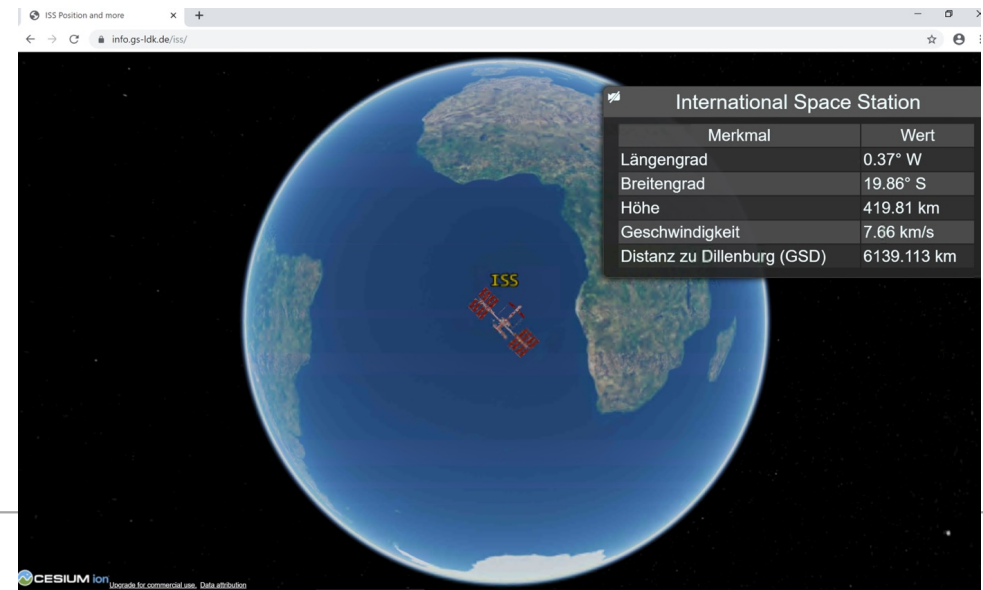 ISS Position and more
info.gs-ldk.de/iss/
International Space Station
Merkmal Wert
Längengrad 0.37° W
Breitengrad 19.86° S
Höhe 419.81 km
Geschwindigkeit 7.66 km/s
Distanz zu Dillenburg (GSD) 6139.113 km
ISS
CESIUM ion Upgrade for commercial use. Data attribution